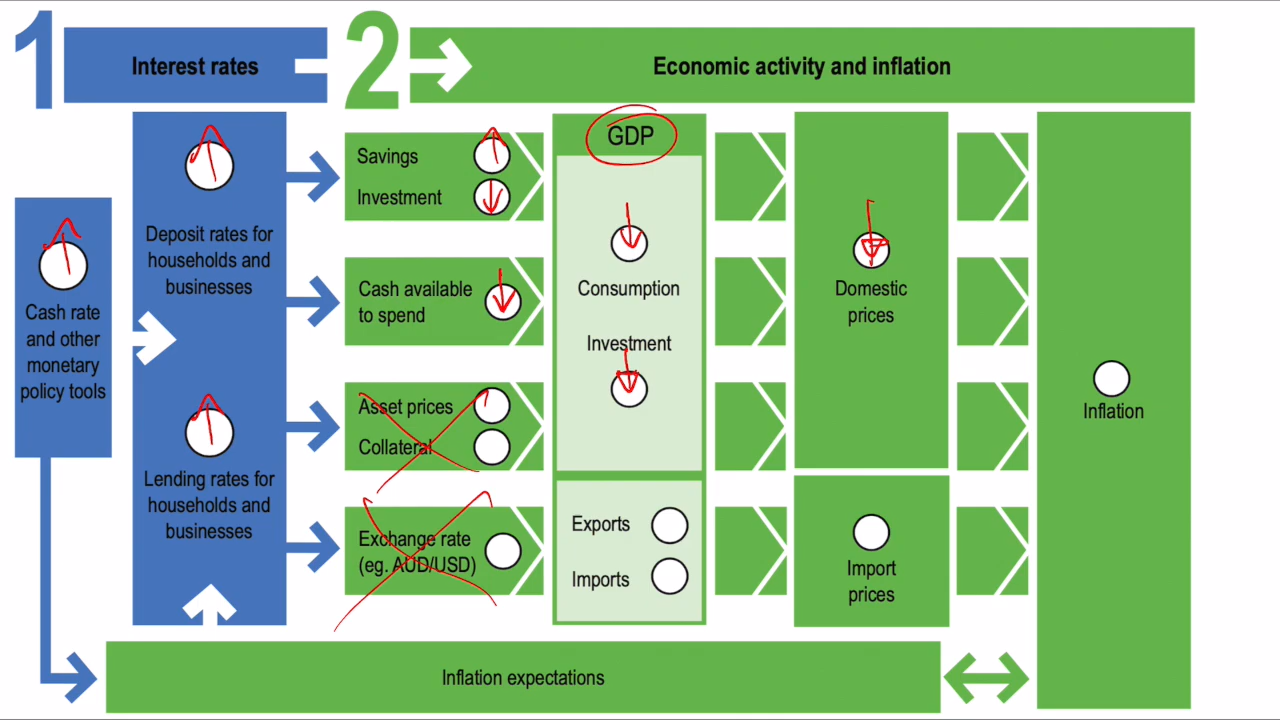 1
Interest rates
2
Economic activity and inflation
Cash rate
and other
monetary
policy tools
Deposit rates for
households and
businesses
Lending rates for
households and
businesses
Savings
Investment
Cash available
to spend
Asset prices
Collateral
Exchange rate
(eg. AUD/USD)
GDP
Consumption
Investment
Exports
Imports
Domestic
prices
Import
prices
Inflation
Inflation expectations